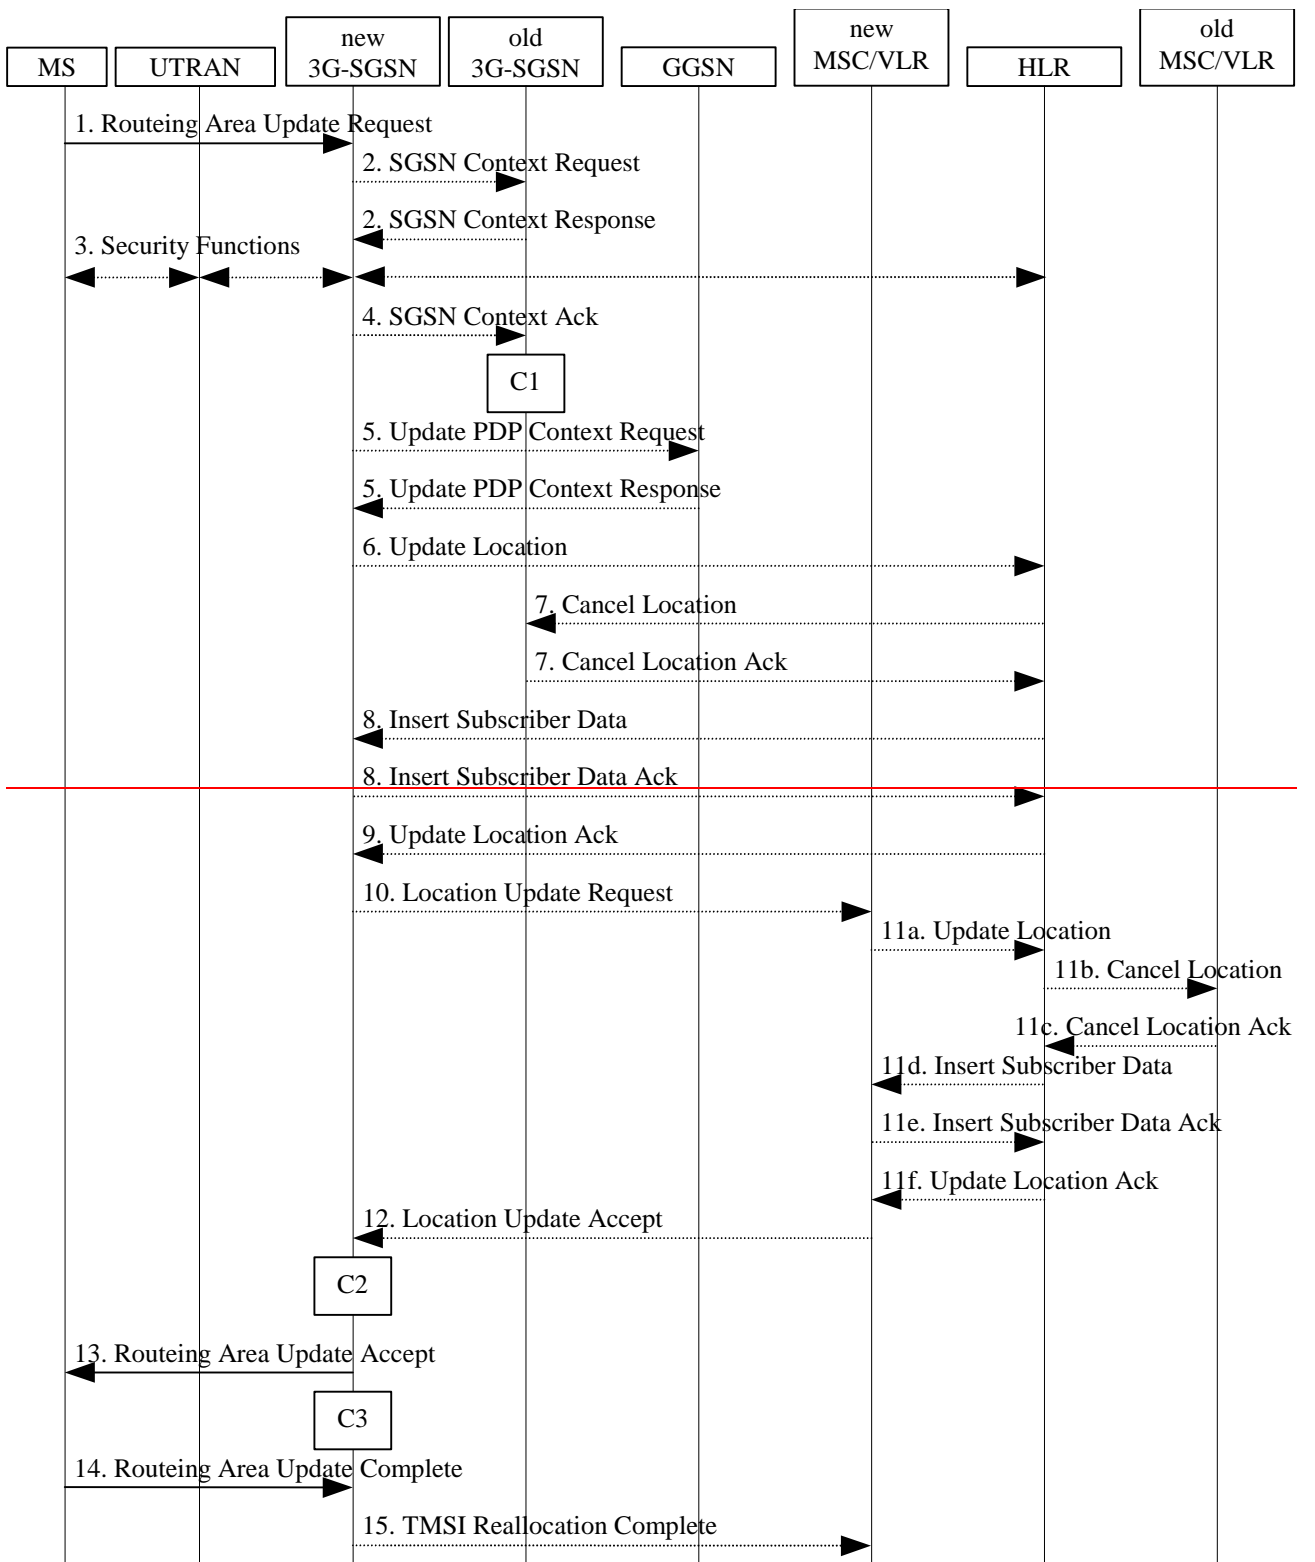 new
3G-SGSN
old
3G-SGSN
new
MSC/VLR
old
MSC/VLR
MS
UTRAN
GGSN
HLR
1. Routeing Area Update Request
2. SGSN Context Request
2. SGSN Context Response
3. Security Functions
4. SGSN Context Ack
C1
5. Update PDP Context Request
5. Update PDP Context Response
6. Update Location
7. Cancel Location
7. Cancel Location Ack
8. Insert Subscriber Data
8. Insert Subscriber Data Ack
9. Update Location Ack
10. Location Update Request
11a. Update Location
11b. Cancel Location
11c. Cancel Location Ack
11d. Insert Subscriber Data
11e. Insert Subscriber Data Ack
11f. Update Location Ack
12. Location Update Accept
C2
13. Routeing Area Update Accept
C3
14. Routeing Area Update Complete
15. TMSI Reallocation Complete